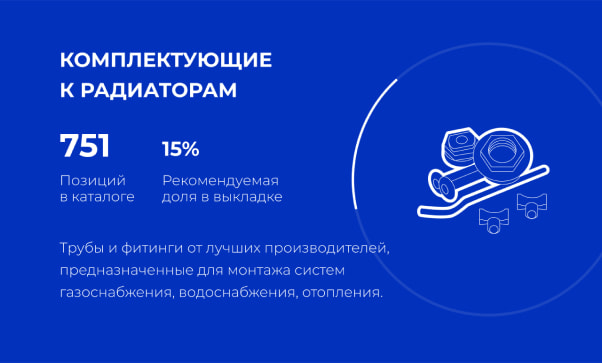 КОМПЛЕКТУЮЩИЕ
К РАДИАТОРАМ
751
15%
Позиций
в каталоге
Рекомендуемая
доля в выкладке
Трубы и фитинги от лучших производителей,
предназначенные для монтажа систем
газоснабжения, водоснабжения, отопления.